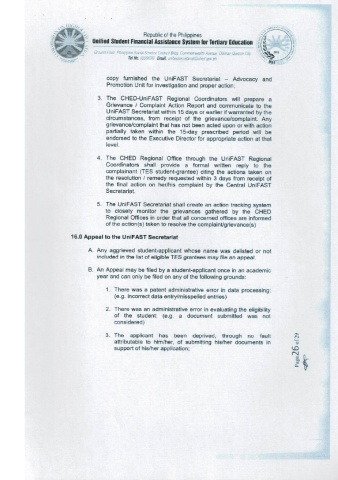 Republic of the Philippines
Unified Student Financial Assistance System for Tertiary Education
copy furnished the UniFAST Secretariat – Advocacy and
Promotion Unit for investigation and proper action.
3. The CHED-UniFAST Regional Coordinators will prepare a
Grievance / Complaint Action Report and communicate to the
UniFAST Secretariat within 15 days or earlier if warranted by the
circumstances, from receipt of the grievance/complaint. Any
grievance/complaint that has not been acted upon or with action
partially taken within the 15-day prescribed period will be
endorsed to the Executive Director for appropriate action at that
level.
4. The CHED Regional Office through the UniFAST Regional
Coordinators shall provide a formal written reply to the
complainant (TES student-grantee) citing the actions taken on
the resolution / remedy requested within 3 days from receipt of
the final action on her/his complaint by the Central UniFAST
Secretariat.
5. The UniFAST Secretariat shall create an action tracking system
to closely monitor the grievances gathered by the CHED
Regional Offices in order that all concerned offices are informed
of the action(s) taken to resolve the complaint/grievance(s)
16.0 Appeal to the UniFAST Secretariat
A. Any aggrieved student-applicant whose name was delisted or not
included in the list of eligible TES grantees may file an appeal.
B. An Appeal may be filed by a student-applicant once in an academic
year and can only be filed on any of the following grounds:
1. There was a patent administrative error in data processing;
(e.g. incorrect data entry/misspelled entries)
2. There was an administrative error in evaluating the eligibility
of the student (e.g. a document submitted was not
considered)
3. The applicant has been deprived, through no fault
attributable to him/her, of submitting his/her documents in
support of his/her application;
Page 26 of 29